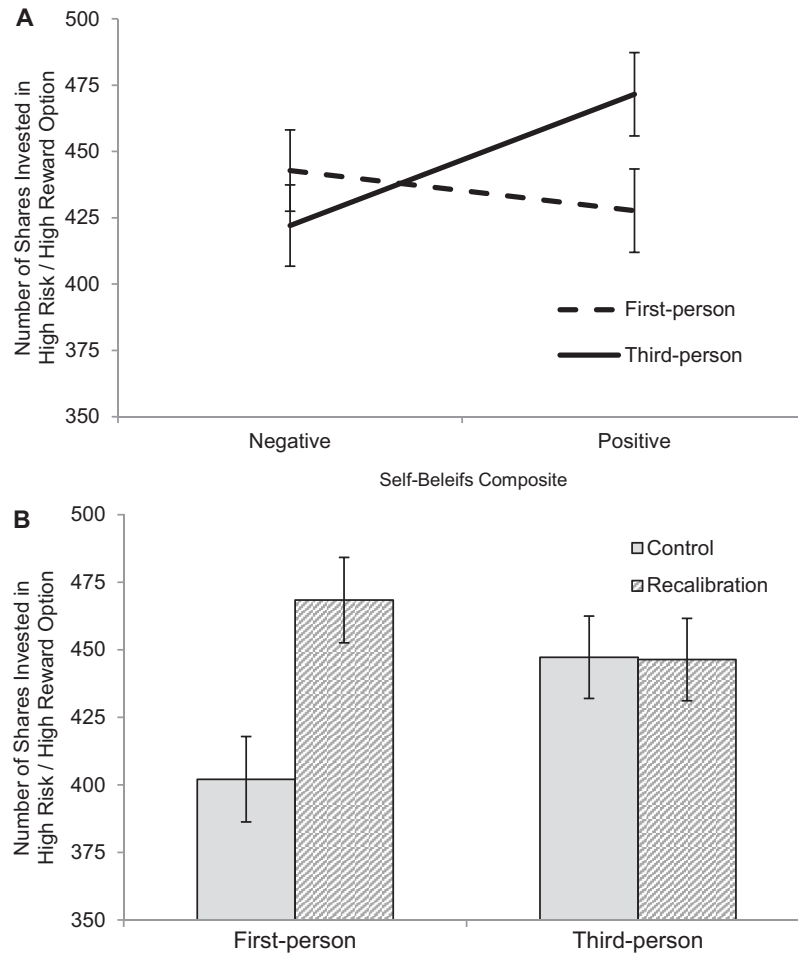 A
500
475
450
425
400
375
350
Number of Shares Invested in
High Risk / High Reward Option
First-person
Third-person
Negative
Positive
Self-Beleifs Composite
B
500
475
450
425
400
375
350
Number of Shares Invested in
High Risk / High Reward Option
Control
Recalibration
First-person
Third-person